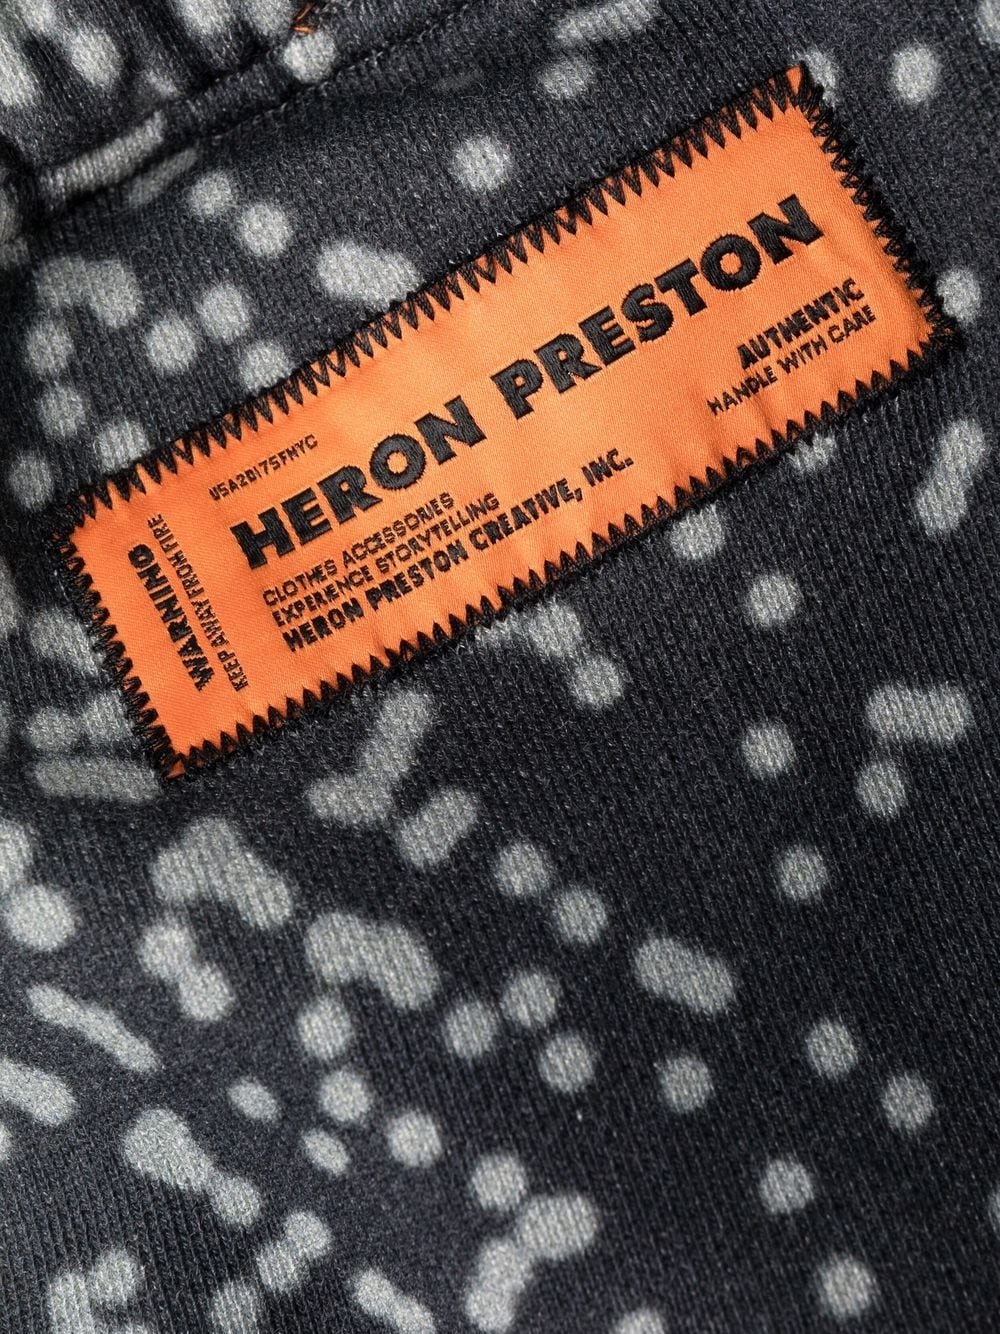 USA20175FNYC
HERON PRESTON
AUTHENTIC
HANDLE WITH CARE
CLOTHES ACCESSORIES
EXPERIENCE STORYTELLING
HERON PRESTON CREATIVE, INC.
WARNING
KEEP AWAY FROM FIRE